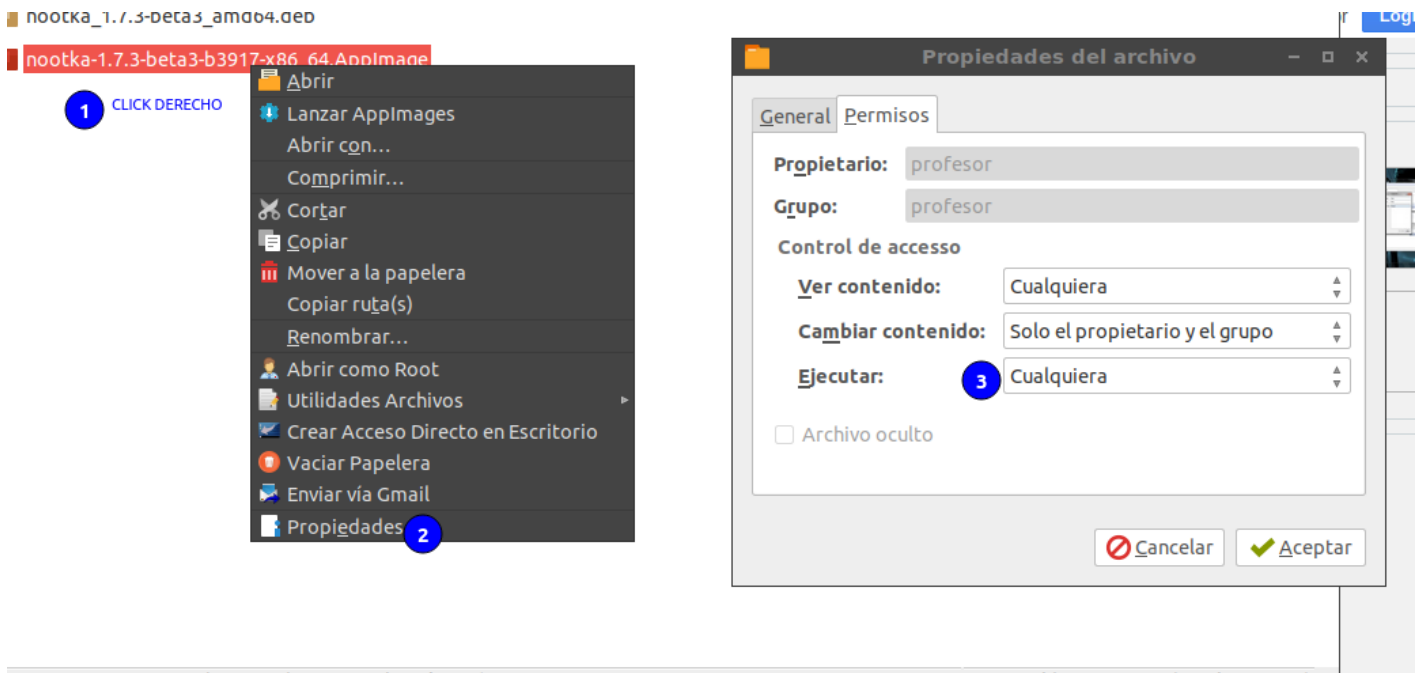 nootka_1.7.3-beta3_amd64.deb
nootka-1.7.3-beta3-b3917-x86_64.AppImage
1 CLICK DERECHO
Abrir
Lanzar AppImages
Abrir con...
Comprimir...
Cortar
Copiar
Mover a la papelera
Copiar ruta(s)
Renombrar...
Abrir como Root
Utilidades Archivos
Crear Acceso Directo en Escritorio
Vaciar Papelera
Enviar vía Gmail
Propiedades 2
Propiedades del archivo
General Permisos
Propietario: profesor
Grupo: profesor
Control de accesso
Ver contenido: Cualquiera
Cambiar contenido: Solo el propietario y el grupo
Ejecutar: 3 Cualquiera
Archivo oculto
Cancelar Aceptar